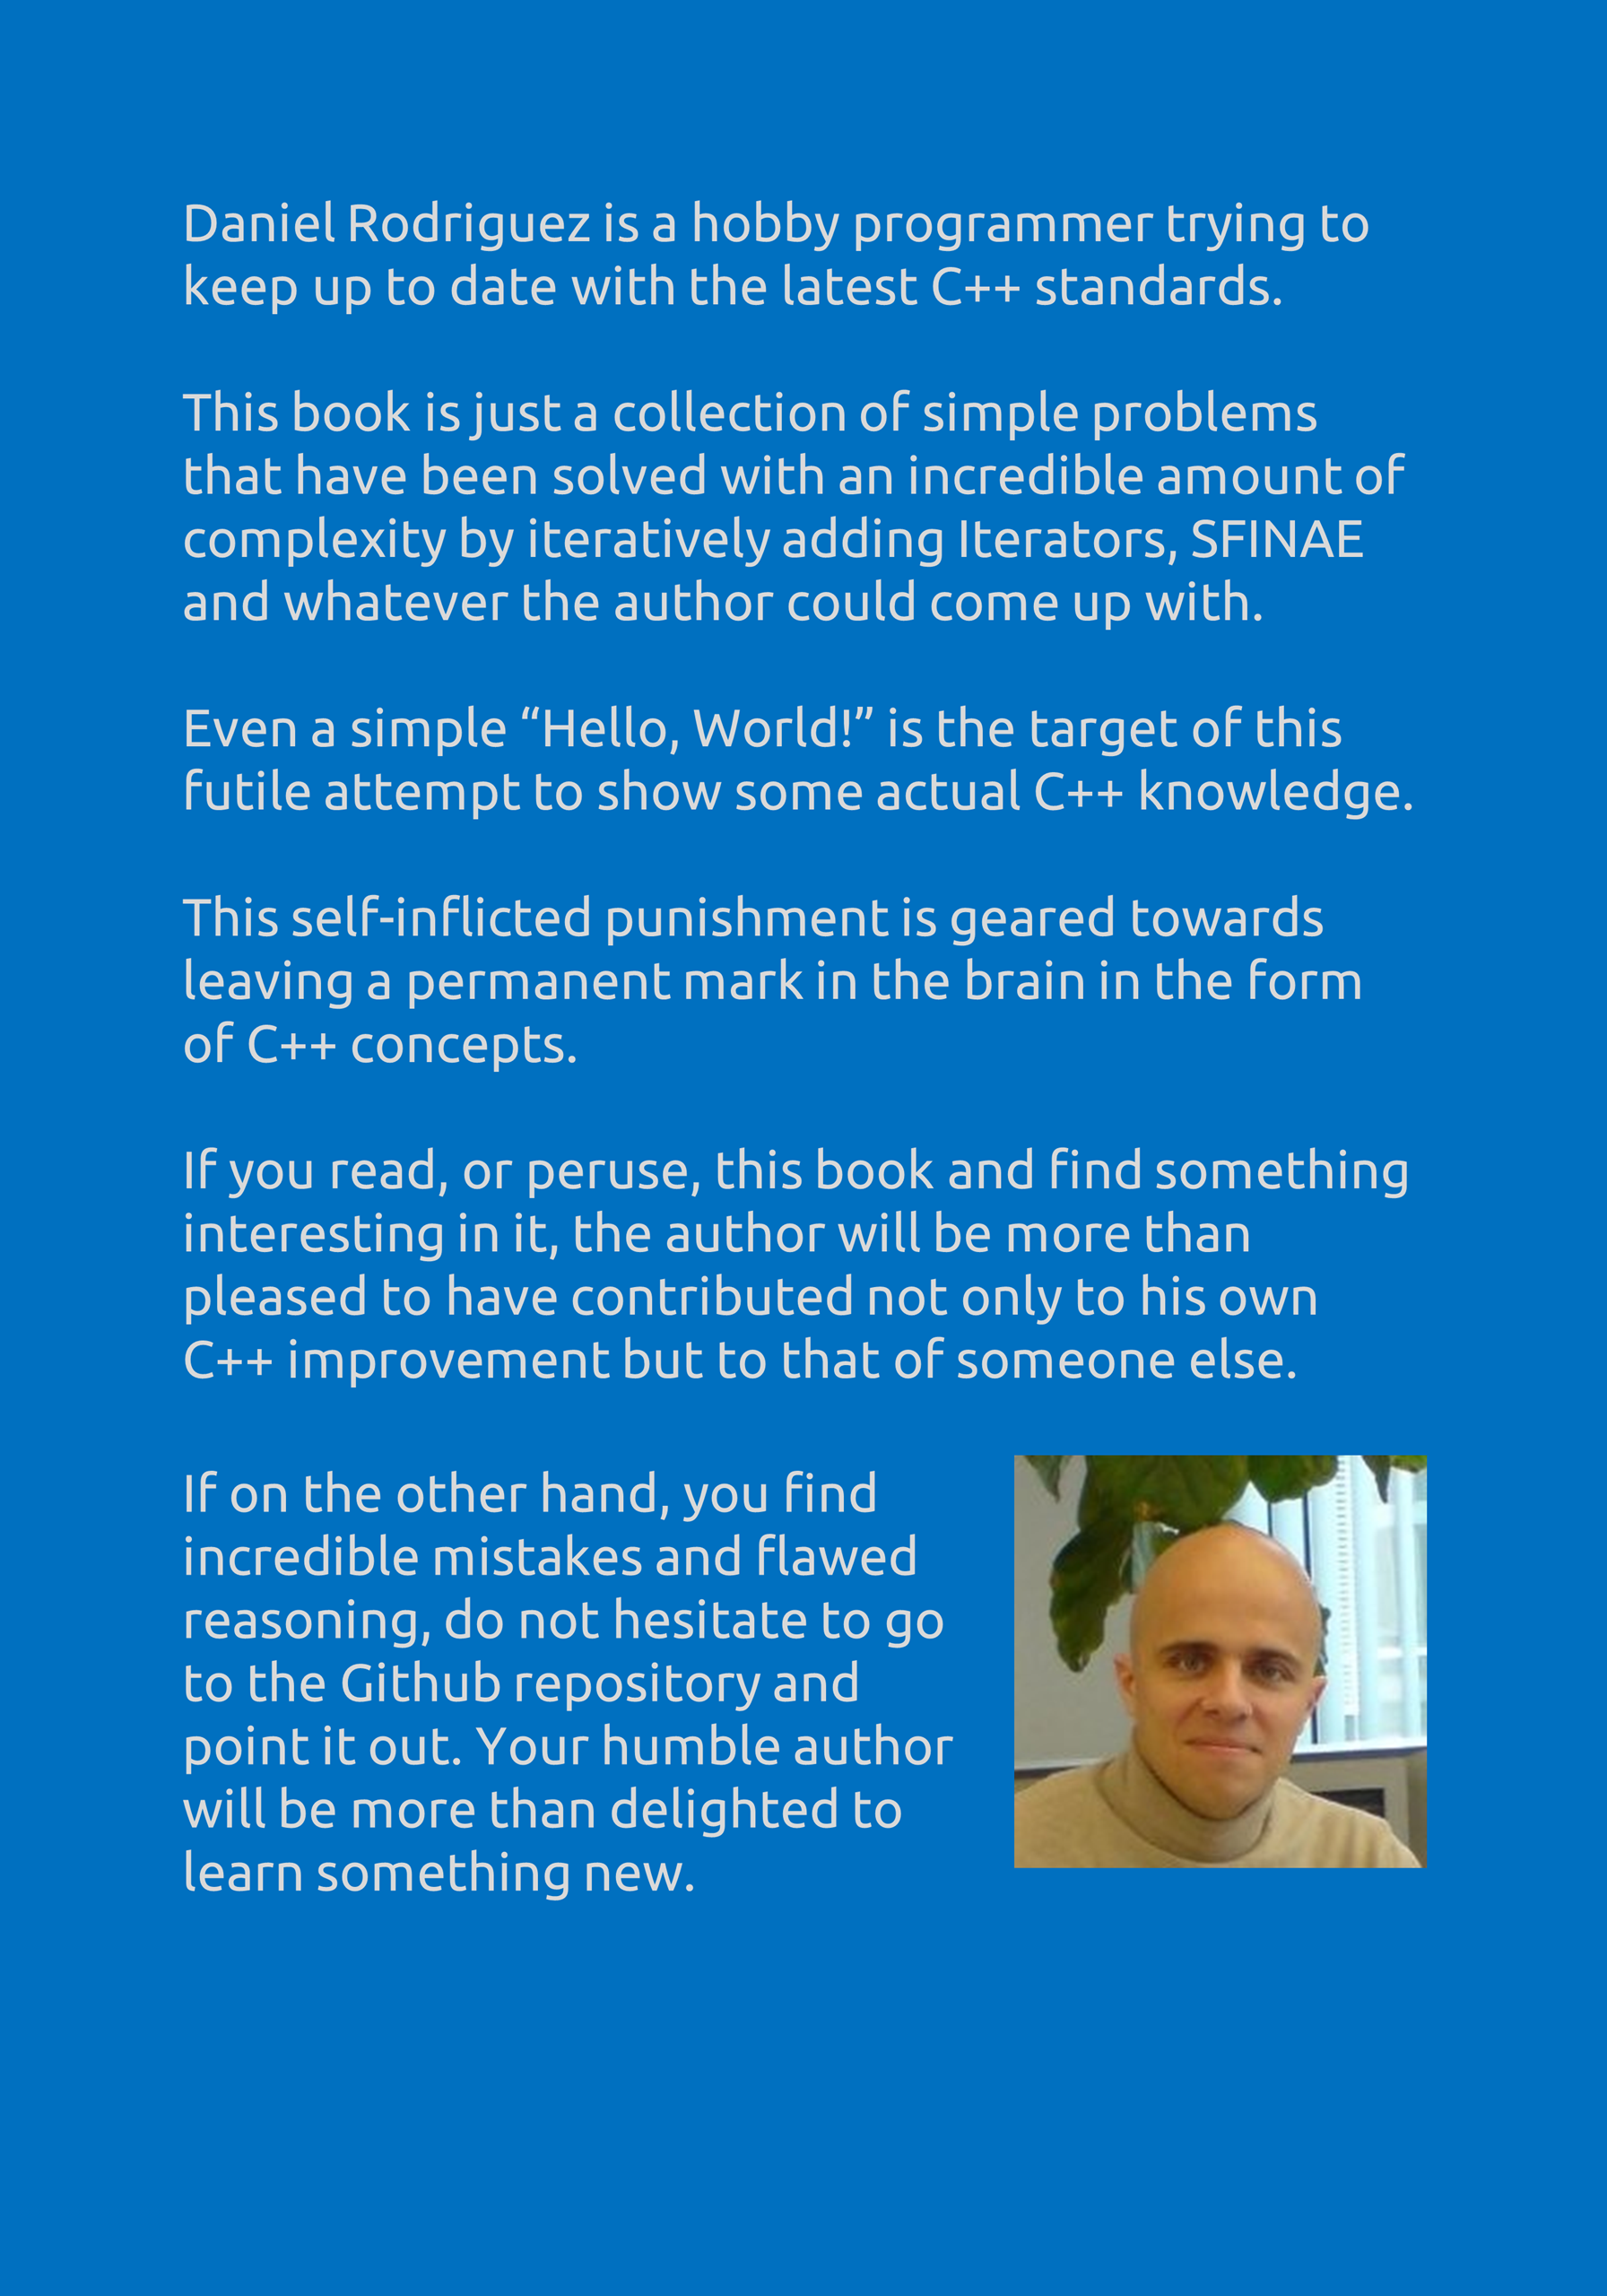 Daniel Rodriguez is a hobby programmer trying to
keep up to date with the latest C++ standards.
This book is just a collection of simple problems
that have been solved with an incredible amount of
complexity by iteratively adding Iterators, SFINAE
and whatever the author could come up with.
Even a simple “Hello, World!” is the target of this
futile attempt to show some actual C++ knowledge.
This self-inflicted punishment is geared towards
leaving a permanent mark in the brain in the form
of C++ concepts.
If you read, or peruse, this book and find something
interesting in it, the author will be more than
pleased to have contributed not only to his own
C++ improvement but to that of someone else.
If on the other hand, you find
incredible mistakes and flawed
reasoning, do not hesitate to go
to the Github repository and
point it out. Your humble author
will be more than delighted to
learn something new.